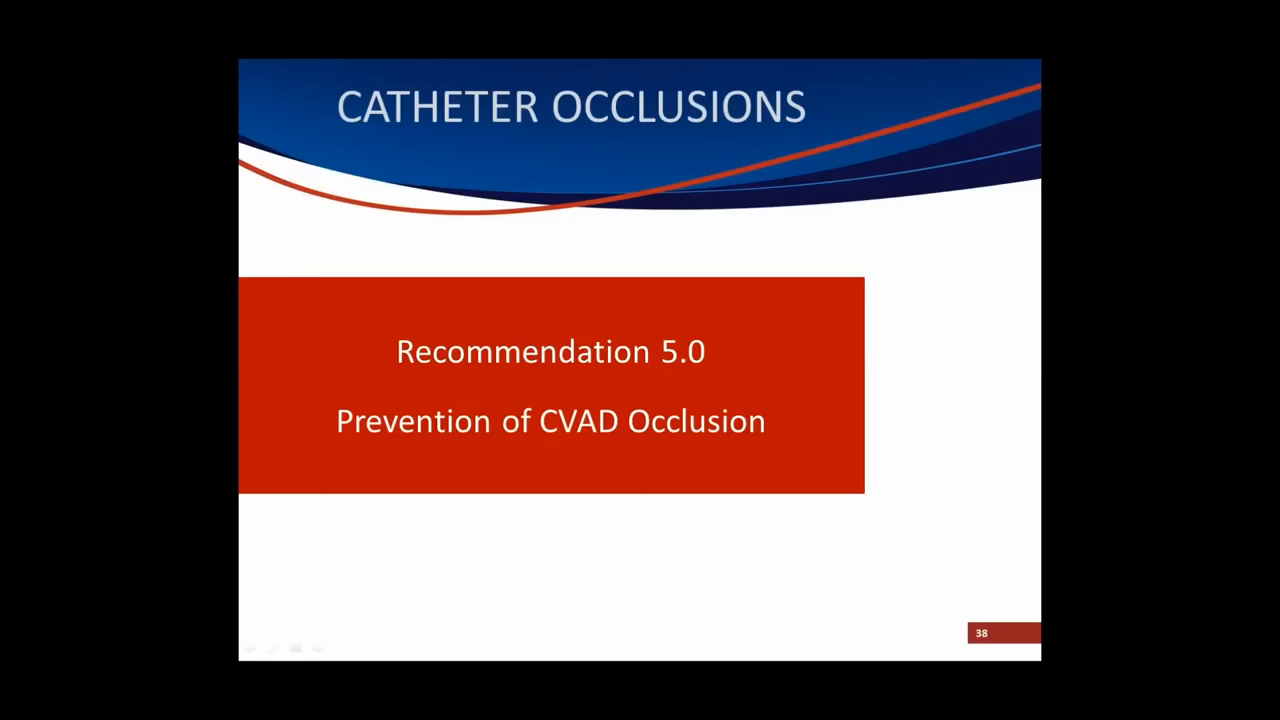 CATHETER OCCLUSIONS
Recommendation 5.0
Prevention of CVAD Occlusion
38